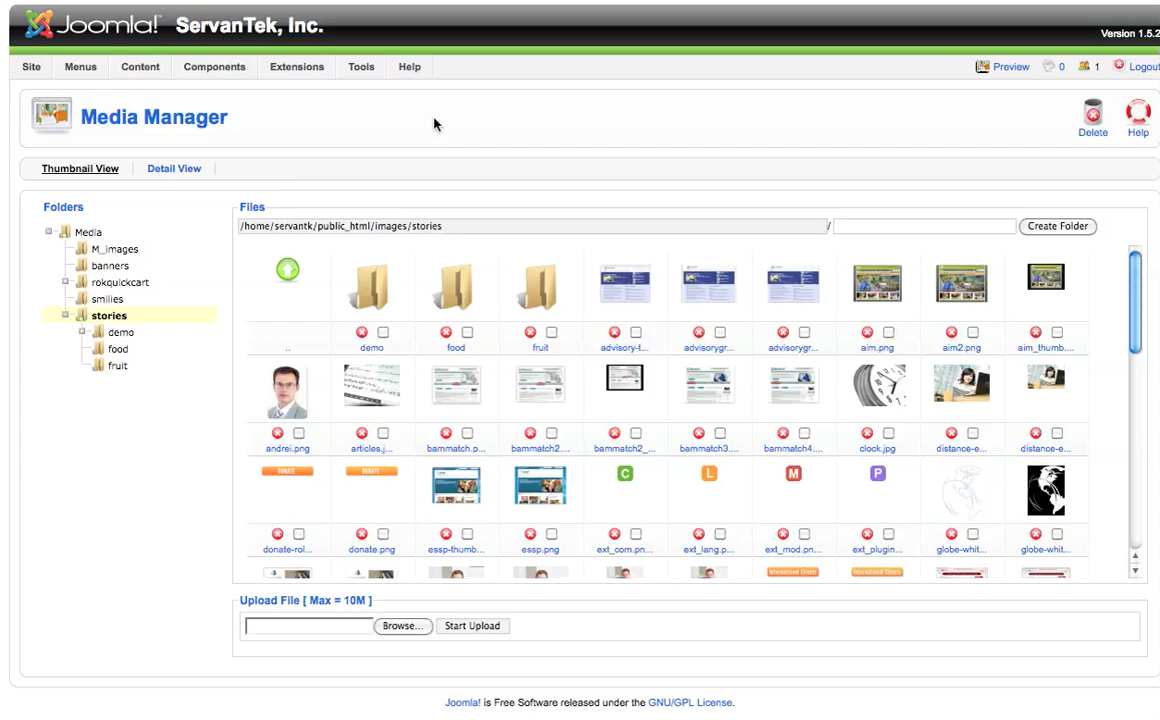 Joomla! ServanTek, Inc.
Version 1.5.2
Site Menus Content Components Extensions Tools Help Preview 0 1 Logout
Media Manager
Delete Help
Thumbnail View Detail View
Folders
Media
M_images
banners
rokquickcart
smilies
stories
demo
food
fruit
Files
/home/servantk/public_html/images/stories / Create Folder
.. demo food fruit advisory-t... advisorygr... advisorygr... aim.png aim2.png aim_thumb....
andrei.png articles.j... bammatch.p... bammatch2.... bammatch2_... bammatch3.... bammatch4.... clock.jpg distance-e... distance-e...
DONATE DONATE C L M P
donate-rol... donate.png essp-thumb... essp.png ext_com.pn... ext_lang.p... ext_mod.pn... ext_plugin... globe-whit... globe-whit...
Upload File [ Max = 10M ]
Browse... Start Upload
Joomla! is Free Software released under the GNU/GPL License.